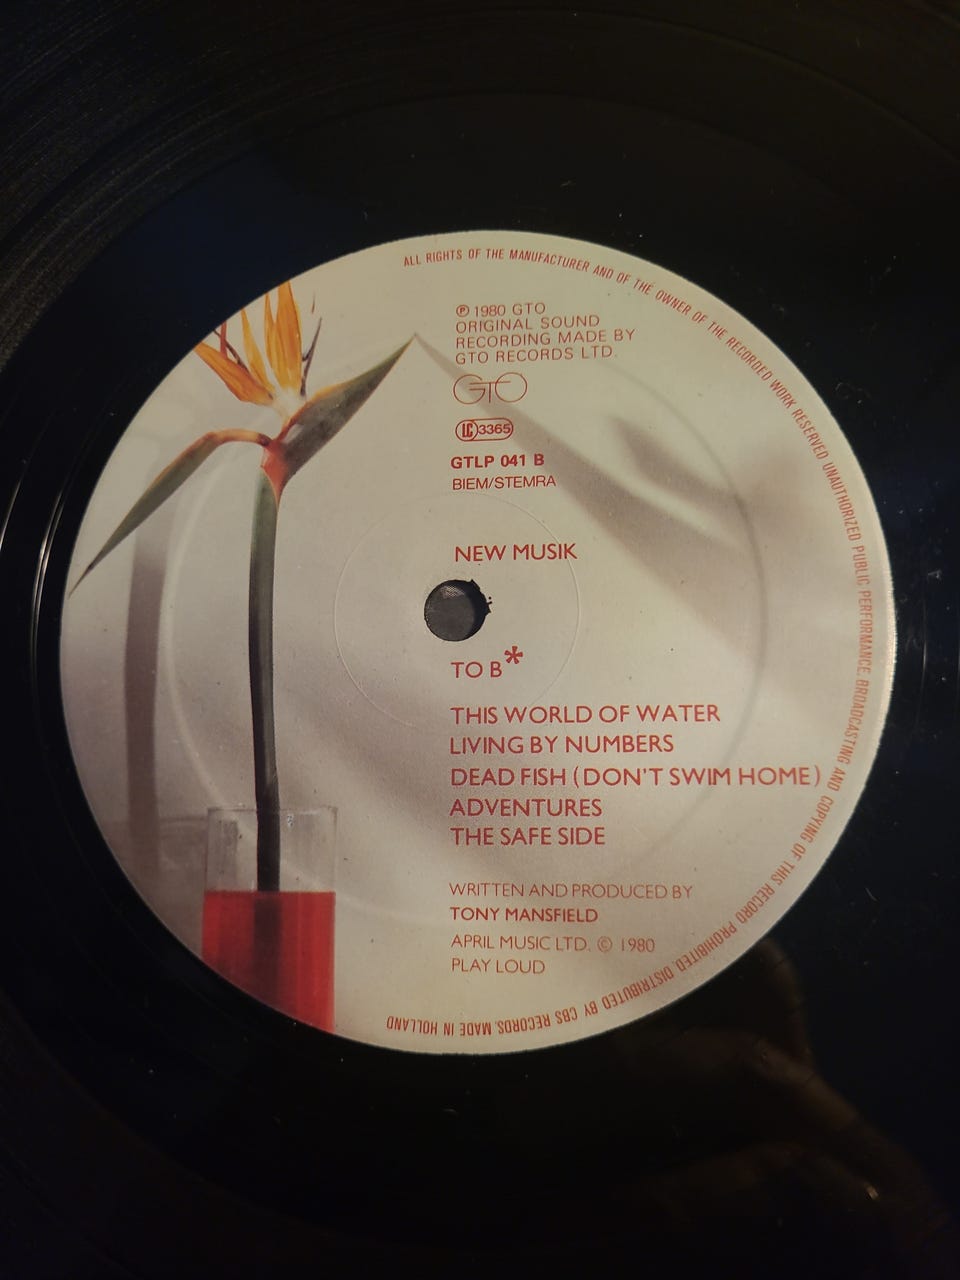 ALL RIGHTS OF THE MANUFACTURER AND OF THE OWNER OF THE RECORDED WORK RESERVED UNAUTHORIZED PUBLIC PERFORMANCE. BROADCASTING AND COPYING OF THIS RECORD PROHIBITED. DISTRIBUTED BY CBS RECORDS. MADE IN HOLLAND
℗ 1980 GTO
ORIGINAL SOUND
RECORDING MADE BY
GTO RECORDS LTD.
GTO
LC 3365
GTLP 041 B
BIEM/STEMRA
NEW MUSIK
TO B*
THIS WORLD OF WATER
LIVING BY NUMBERS
DEAD FISH (DON'T SWIM HOME)
ADVENTURES
THE SAFE SIDE
WRITTEN AND PRODUCED BY
TONY MANSFIELD
APRIL MUSIC LTD. © 1980
PLAY LOUD